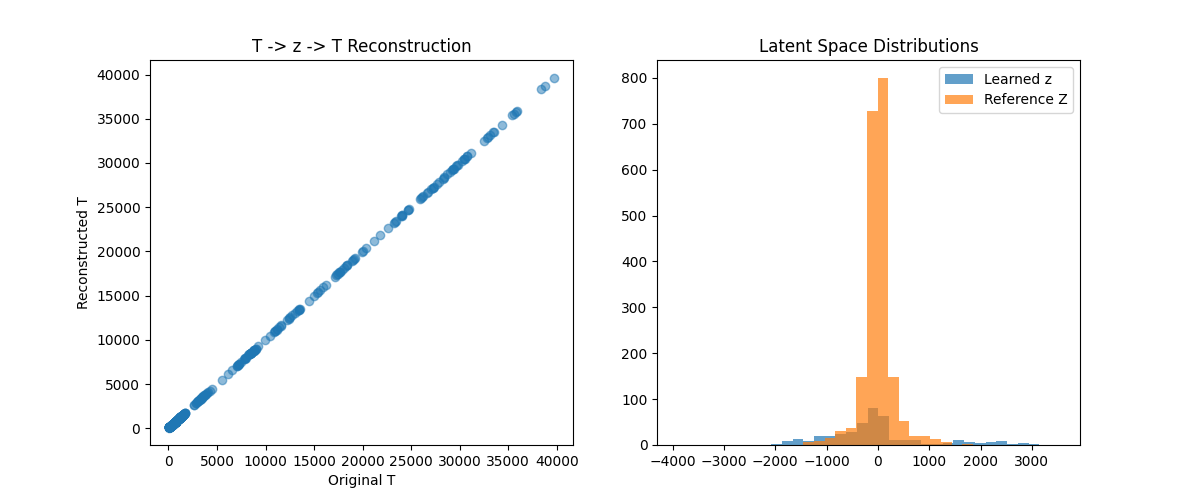 T -> z -> T Reconstruction
Reconstructed T
40000
35000
30000
25000
20000
15000
10000
5000
0
0 5000 10000 15000 20000 25000 30000 35000 40000
Original T
Latent Space Distributions
Learned z
Reference Z
800
700
600
500
400
300
200
100
0
−4000 −3000 −2000 −1000 0 1000 2000 3000